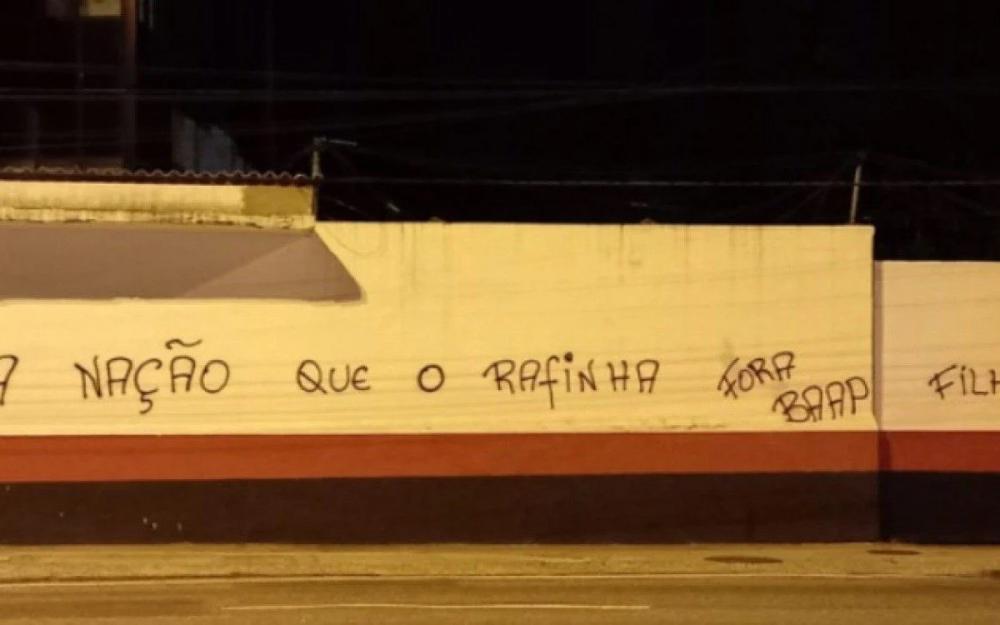 NAÇÃO QUE O RAFINHA
FORA
BAAP